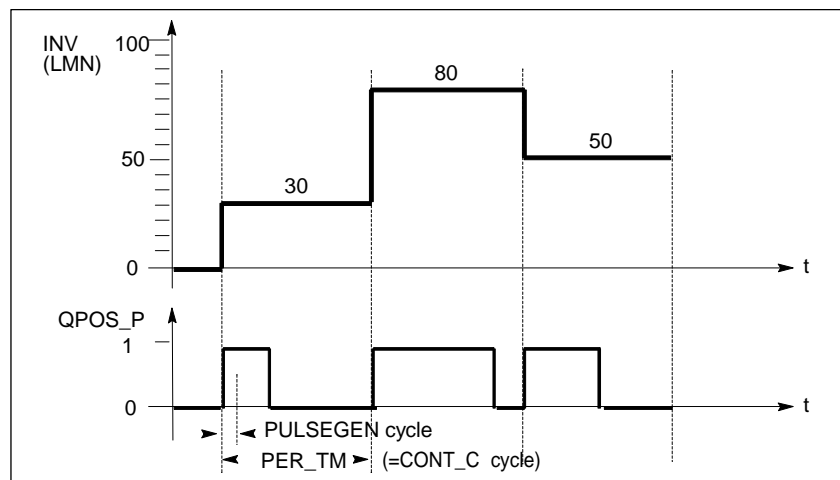 INV
(LMN)
100
80
50
50
30
0
t
QPOS_P
1
0
t
PULSEGEN cycle
PER_TM (=CONT_C cycle)